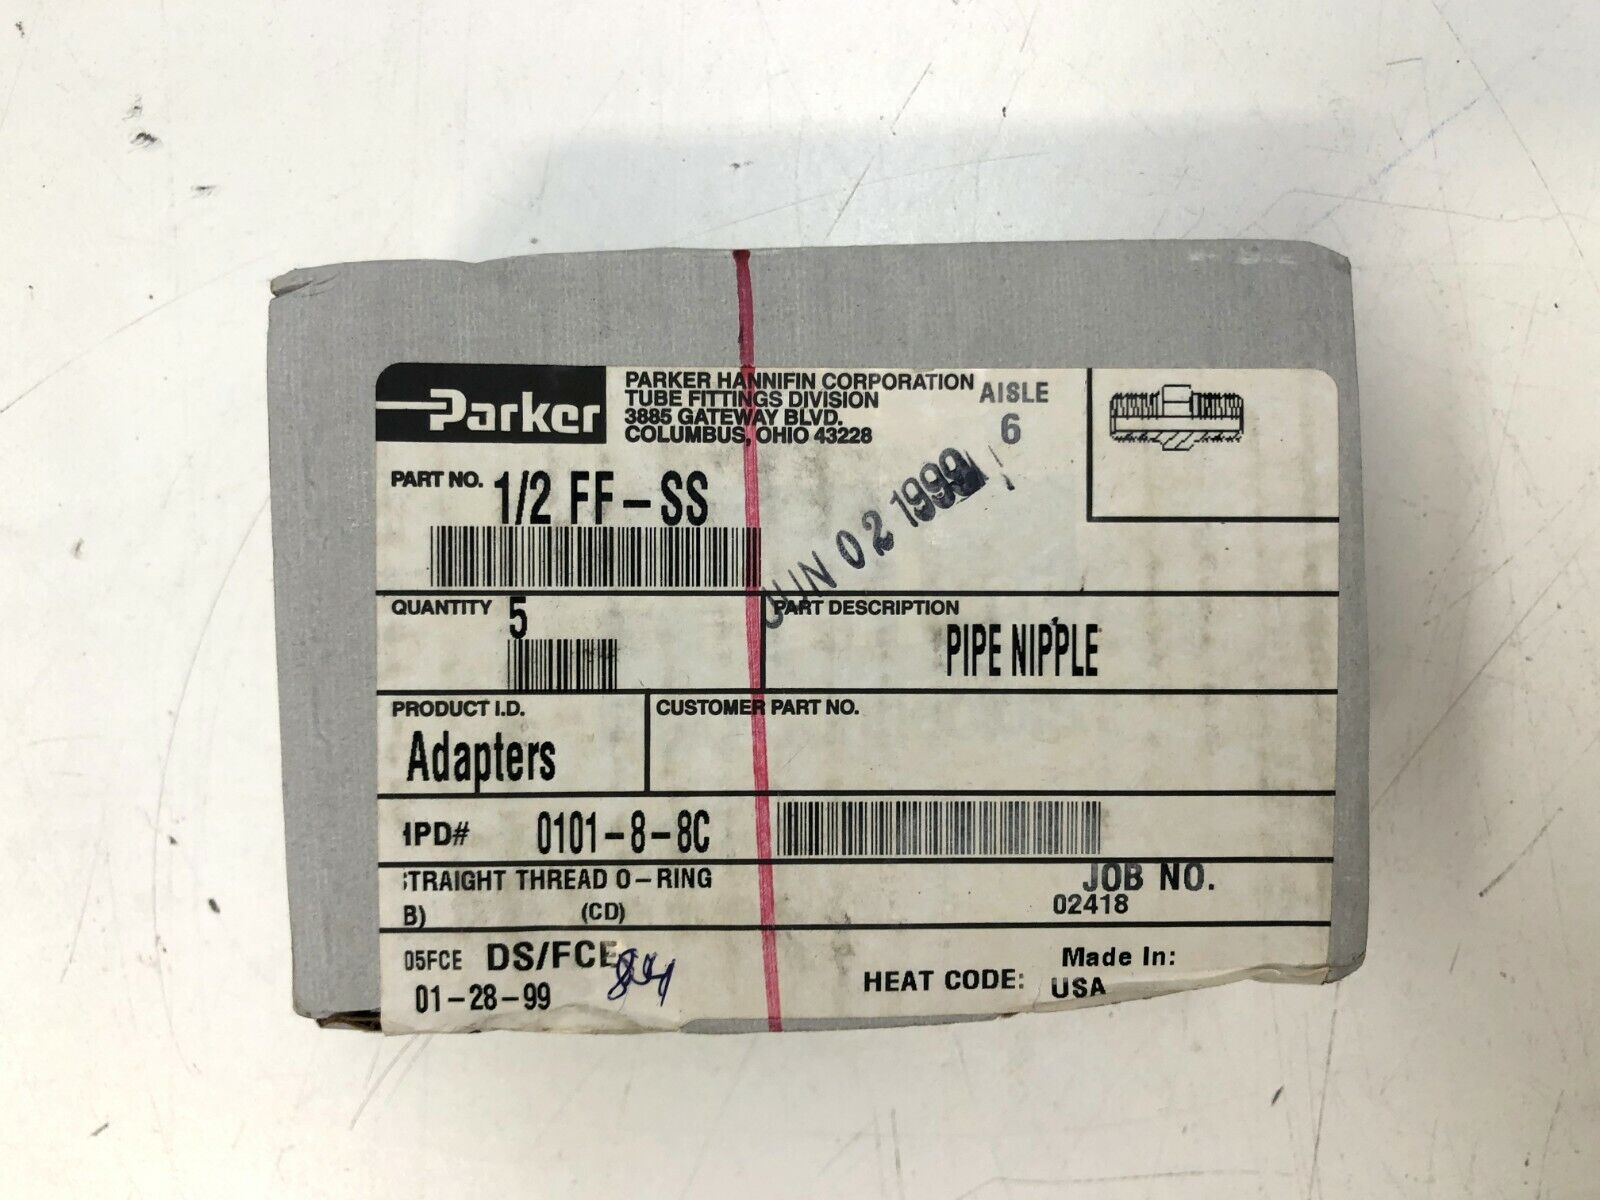 Parker
PARKER HANNIFIN CORPORATION
TUBE FITTINGS DIVISION
3885 GATEWAY BLVD.
COLUMBUS, OHIO 43228
AISLE
6
PART NO. 1/2 FF-SS
JUN 02 1999
QUANTITY 5
PART DESCRIPTION
PIPE NIPPLE
PRODUCT I.D.
Adapters
CUSTOMER PART NO.
IPD# 0101-8-8C
TRAIGHT THREAD O-RING
B) (CD)
JOB NO.
02418
05FCE DS/FCE
01-28-99
HEAT CODE:
Made In:
USA